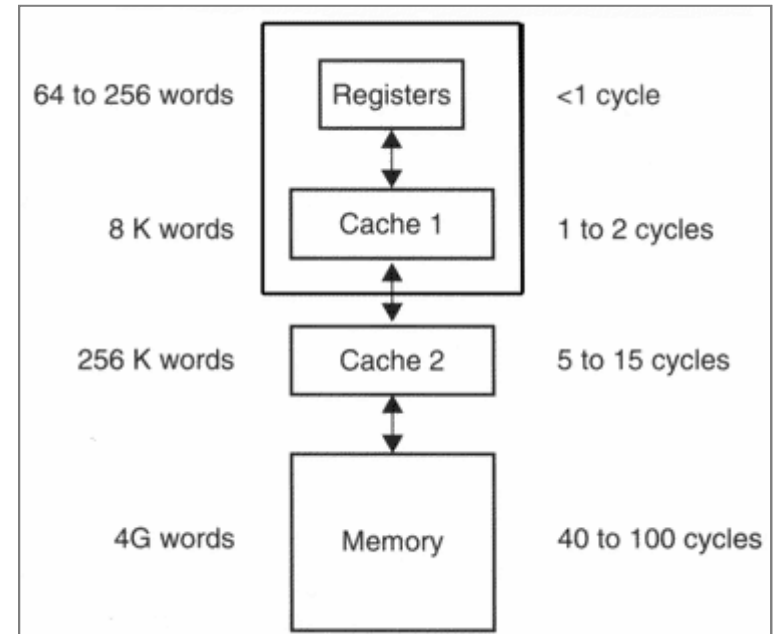 64 to 256 words Registers <1 cycle
8 K words Cache 1 1 to 2 cycles
256 K words Cache 2 5 to 15 cycles
4G words Memory 40 to 100 cycles